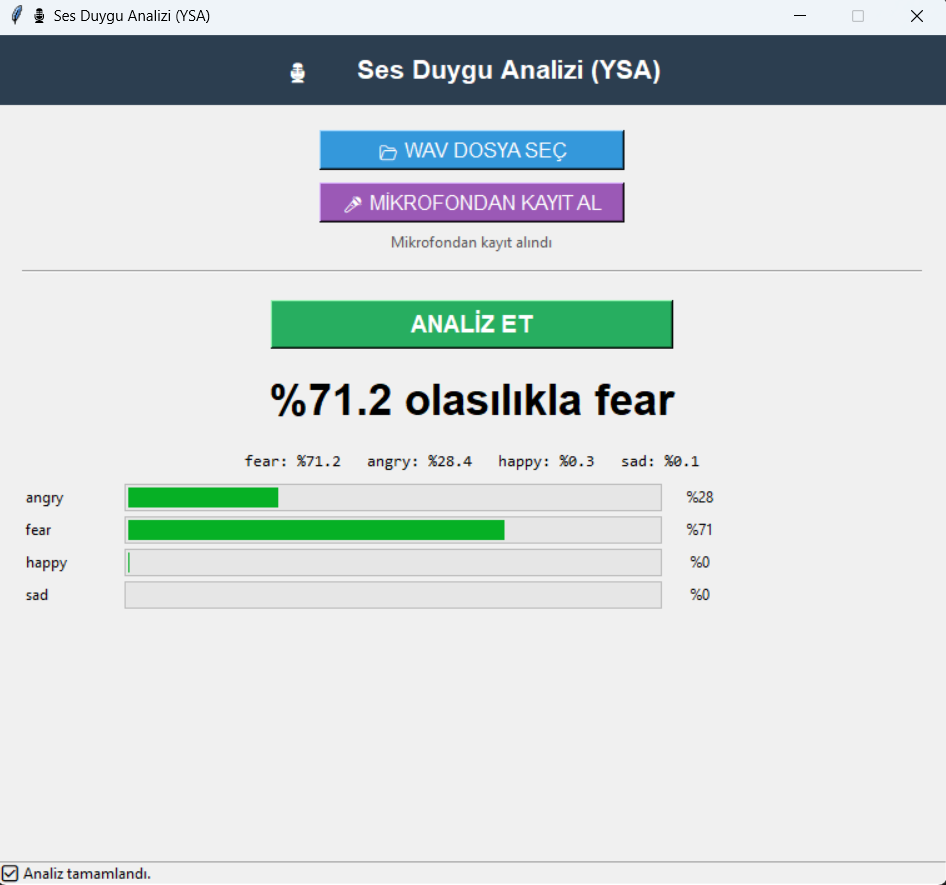 Ses Duygu Analizi (YSA)
Ses Duygu Analizi (YSA)
WAV DOSYA SEÇ
MİKROFONDAN KAYIT AL
Mikrofondan kayıt alındı
ANALİZ ET
%71.2 olasılıkla fear
fear: %71.2 angry: %28.4 happy: %0.3 sad: %0.1
angry %28
fear %71
happy %0
sad %0
Analiz tamamlandı.